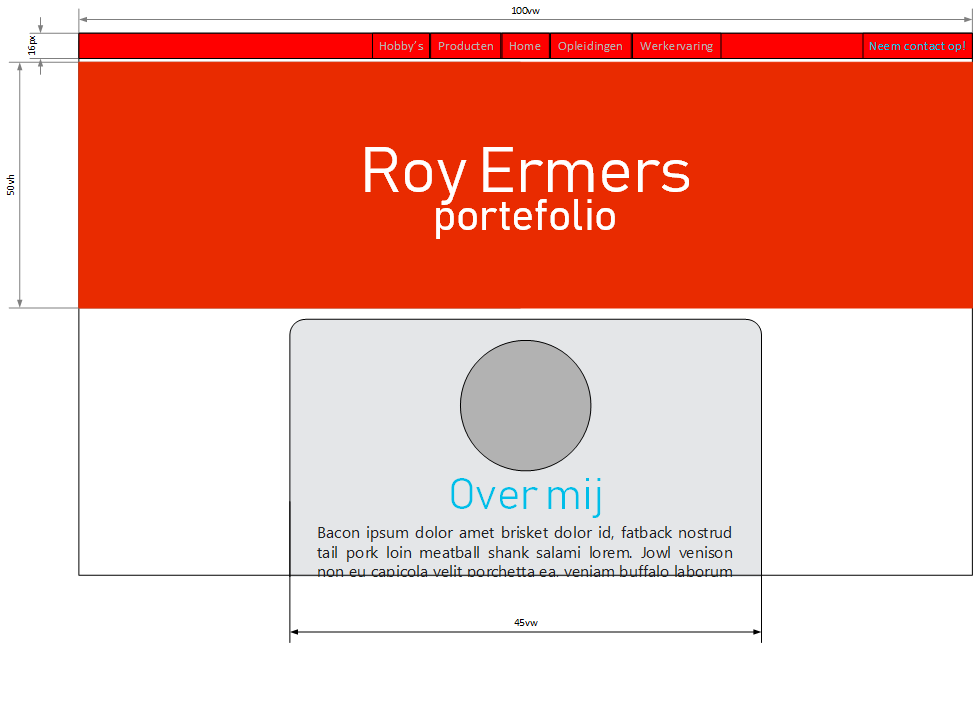 100vw
16px
Hobby's Producten Home Opleidingen Werkervaring Neem contact op!
50vh
Roy Ermers
portefolio
Over mij
Bacon ipsum dolor amet brisket dolor id, fatback nostrud
tail pork loin meatball shank salami lorem. Jowl venison
non eu capicola velit porchetta ea, veniam buffalo laborum
45vw